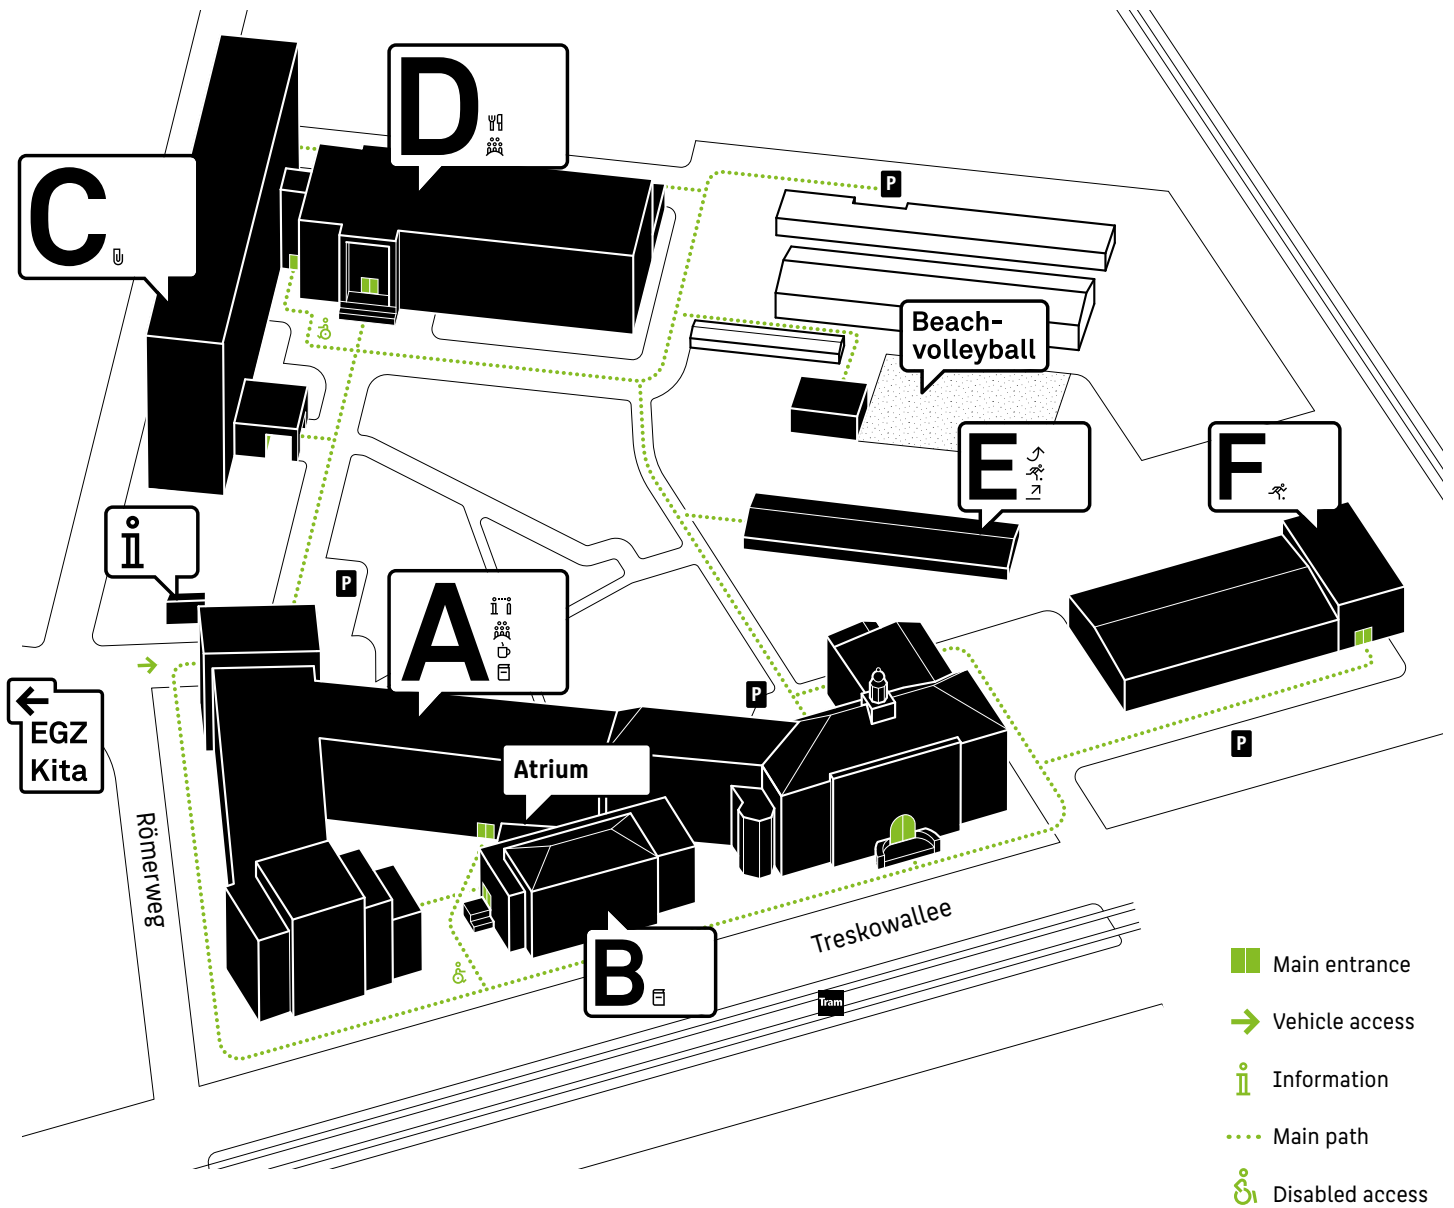 D
C
P
Beach-
volleyball
E
F
i
P
A
P
EGZ
Kita
P
Atrium
Römerweg
Treskowallee
B
Tram
Main entrance
Vehicle access
Information
Main path
Disabled access